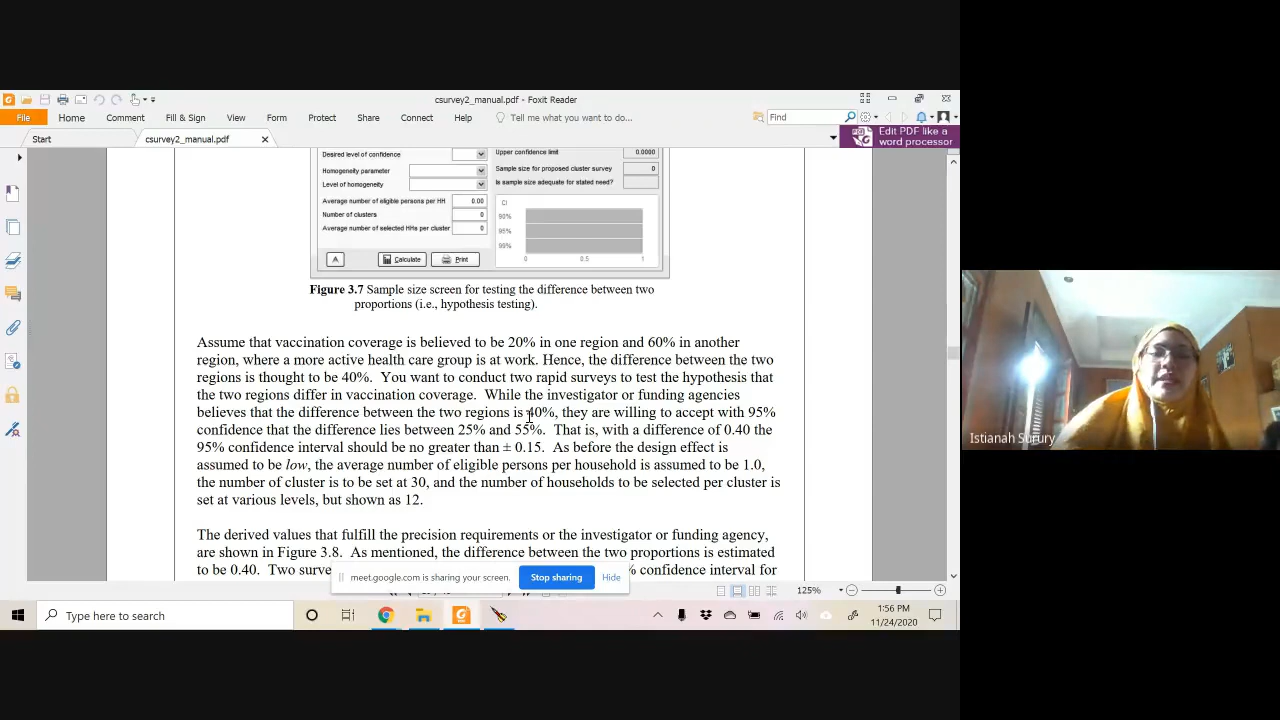 csurvey2_manual.pdf - Foxit Reader
File Home Comment Fill & Sign View Form Protect Share Connect Help Tell me what you want to do... Find
Start csurvey2_manual.pdf
Edit PDF like a
word processor
Desired level of confidence
Homogeneity parameter
Level of homogeneity
Average number of eligible persons per HH 0.00
Number of clusters 0
Average number of selected HHs per cluster 0
Calculate Print
Upper confidence limit 0.0000
Sample size for proposed cluster survey 0
Is sample size adequate for stated need?
CI
90%
95%
99%
0 0.5 1
Figure 3.7 Sample size screen for testing the difference between two
proportions (i.e., hypothesis testing).
Assume that vaccination coverage is believed to be 20% in one region and 60% in another
region, where a more active health care group is at work. Hence, the difference between the two
regions is thought to be 40%. You want to conduct two rapid surveys to test the hypothesis that
the two regions differ in vaccination coverage. While the investigator or funding agencies
believes that the difference between the two regions is 40%, they are willing to accept with 95%
confidence that the difference lies between 25% and 55%. That is, with a difference of 0.40 the
95% confidence interval should be no greater than ± 0.15. As before the design effect is
assumed to be low, the average number of eligible persons per household is assumed to be 1.0,
the number of cluster is to be set at 30, and the number of households to be selected per cluster is
set at various levels, but shown as 12.
The derived values that fulfill the precision requirements or the investigator or funding agency,
are shown in Figure 3.8. As mentioned, the difference between the two proportions is estimated
to be 0.40. Two surve % confidence interval for
meet.google.com is sharing your screen. Stop sharing Hide
125%
Type here to search
1:56 PM
11/24/2020
Istianah Surury